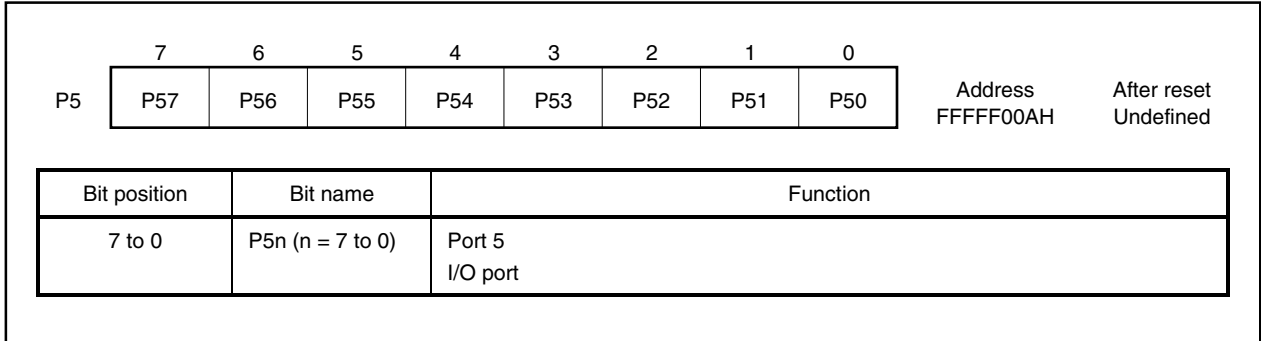 7 6 5 4 3 2 1 0
P5 P57 P56 P55 P54 P53 P52 P51 P50 Address After reset
FFFFF00AH Undefined
Bit position Bit name Function
7 to 0 P5n (n = 7 to 0) Port 5
I/O port